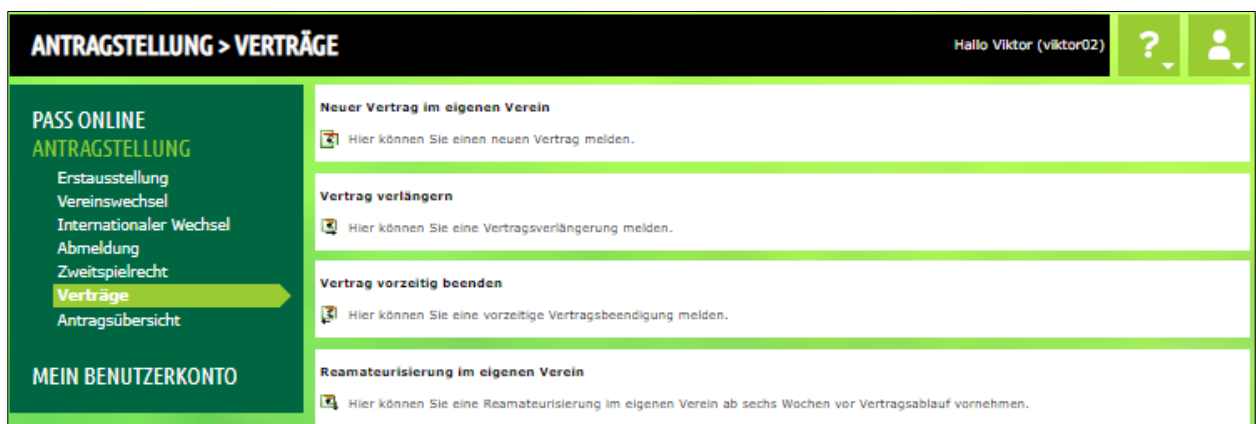 ANTRAGSTELLUNG > VERTRÄGE
Hallo Viktor (viktor02)
?
PASS ONLINE
ANTRAGSTELLUNG
Erstausstellung
Vereinswechsel
Internationaler Wechsel
Abmeldung
Zweitspielrecht
Verträge
Antragsübersicht
MEIN BENUTZERKONTO
Neuer Vertrag im eigenen Verein
Hier können Sie einen neuen Vertrag melden.
Vertrag verlängern
Hier können Sie eine Vertragsverlängerung melden.
Vertrag vorzeitig beenden
Hier können Sie eine vorzeitige Vertragsbeendigung melden.
Reamateurisierung im eigenen Verein
Hier können Sie eine Reamateurisierung im eigenen Verein ab sechs Wochen vor Vertragsablauf vornehmen.